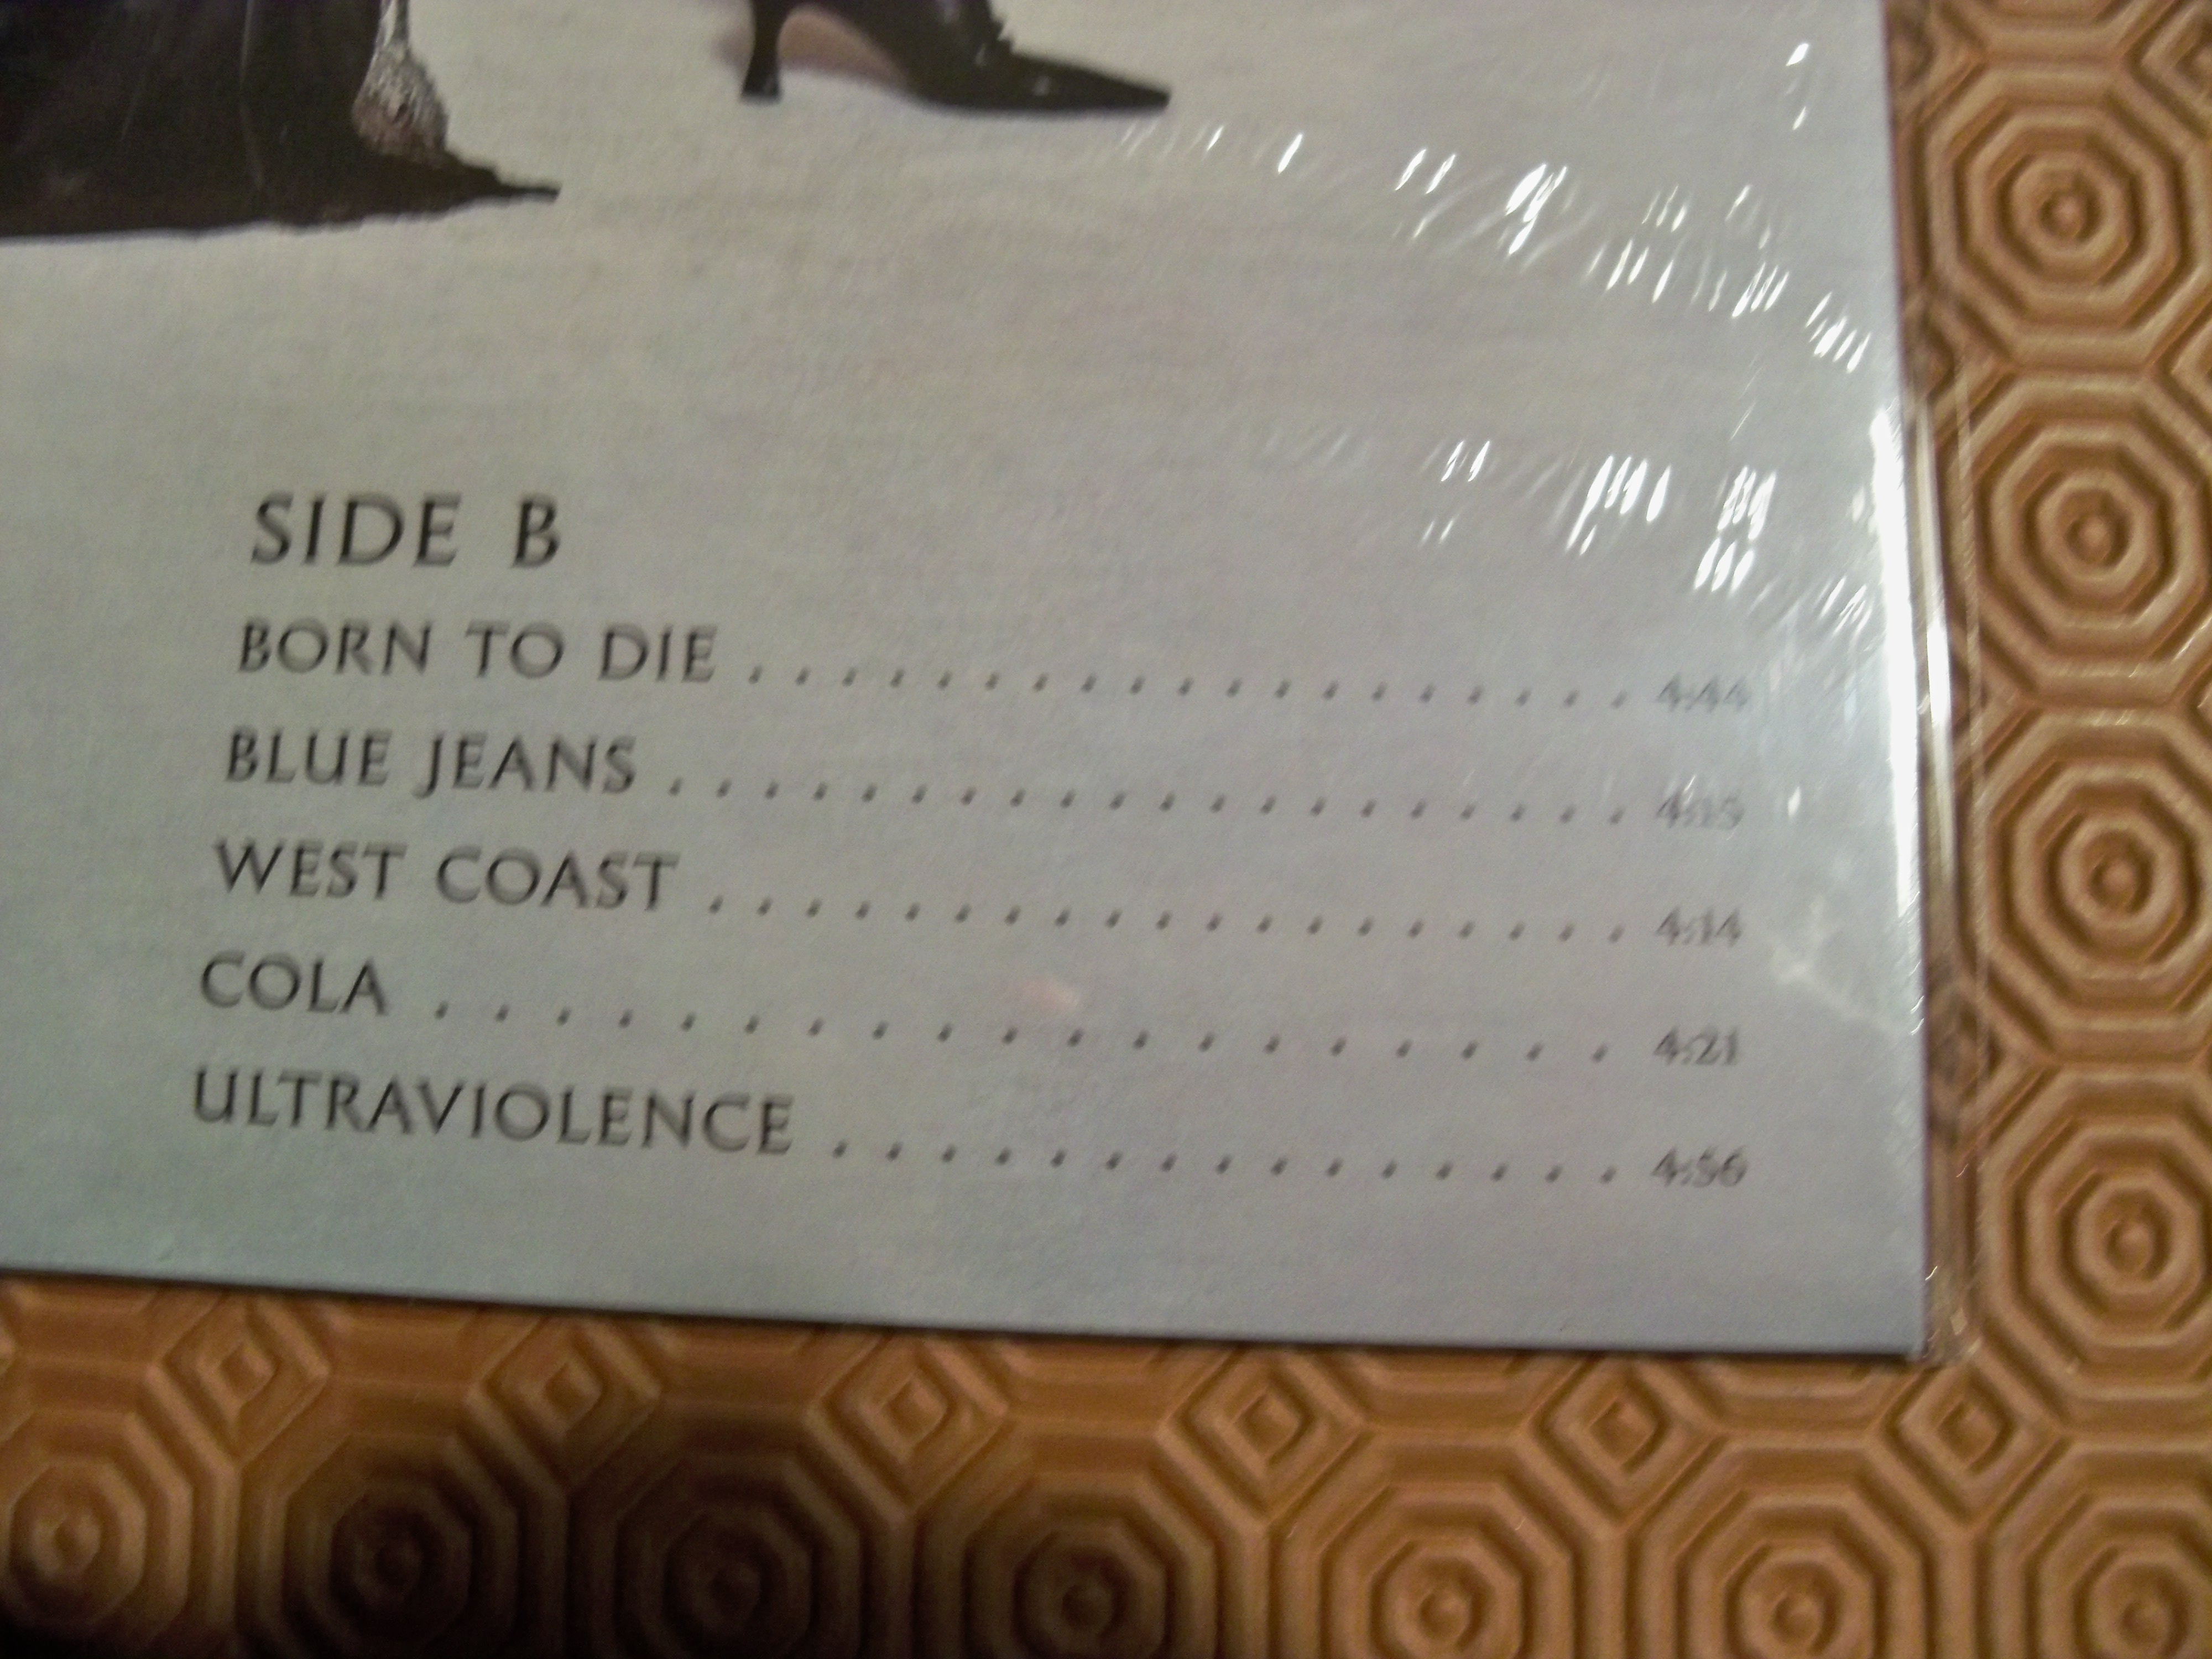 SIDE B
BORN TO DIE . . . . . . . . . . . . . . . . . . . 4:44
BLUE JEANS . . . . . . . . . . . . . . . . . . . . . 4:15
WEST COAST . . . . . . . . . . . . . . . . . . . . 4:14
COLA . . . . . . . . . . . . . . . . . . . 4:21
ULTRAVIOLENCE . . . . . . . . . . . . . . . 4:56